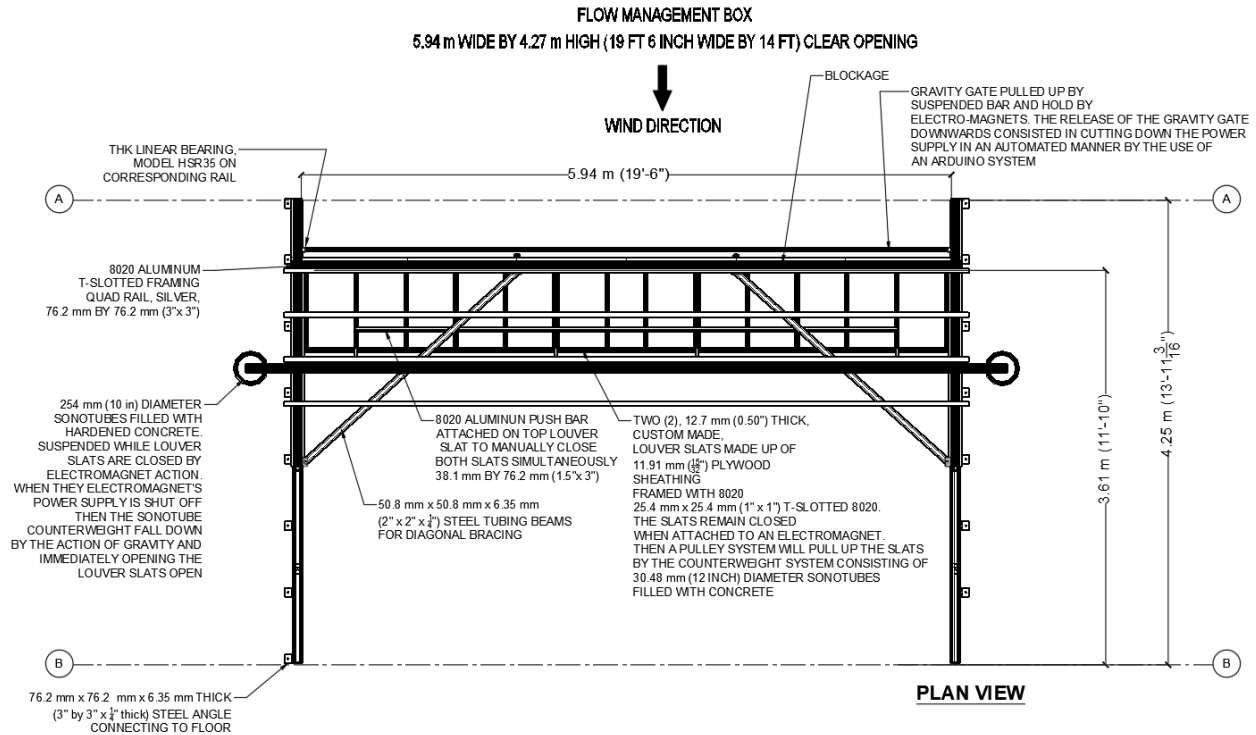 FLOW MANAGEMENT BOX
5.94 m WIDE BY 4.27 m HIGH (19 FT 6 INCH WIDE BY 14 FT) CLEAR OPENING
WIND DIRECTION
BLOCKAGE
GRAVITY GATE PULLED UP BY
SUSPENDED BAR AND HOLD BY
ELECTRO-MAGNETS. THE RELEASE OF THE GRAVITY GATE
DOWNWARDS CONSISTED IN CUTTING DOWN THE POWER
SUPPLY IN AN AUTOMATED MANNER BY THE USE OF
AN ARDUINO SYSTEM
THK LINEAR BEARING,
MODEL HSR35 ON
CORRESPONDING RAIL
5.94 m (19'-6")
A
A
8020 ALUMINUM
T-SLOTTED FRAMING
QUAD RAIL, SILVER,
76.2 mm BY 76.2 mm (3"x 3")
3.61 m (11'-10")
4.25 m (13'-11 3/16")
254 mm (10 in) DIAMETER
SONOTUBES FILLED WITH
HARDENED CONCRETE.
SUSPENDED WHILE LOUVER
SLATS ARE CLOSED BY
ELECTROMAGNET ACTION.
WHEN THEY ELECTROMAGNET'S
POWER SUPPLY IS SHUT OFF
THEN THE SONOTUBE
COUNTERWEIGHT FALL DOWN
BY THE ACTION OF GRAVITY AND
IMMEDIATELY OPENING THE
LOUVER SLATS OPEN
8020 ALUMINUN PUSH BAR
ATTACHED ON TOP LOUVER
SLAT TO MANUALLY CLOSE
BOTH SLATS SIMULTANEOUSLY
38.1 mm BY 76.2 mm (1.5"x 3")
50.8 mm x 50.8 mm x 6.35 mm
(2" x 2" x 1/4") STEEL TUBING BEAMS
FOR DIAGONAL BRACING
TWO (2), 12.7 mm (0.50") THICK,
CUSTOM MADE,
LOUVER SLATS MADE UP OF
11.91 mm (15/32") PLYWOOD
SHEATHING
FRAMED WITH 8020
25.4 mm x 25.4 mm (1" x 1") T-SLOTTED 8020.
THE SLATS REMAIN CLOSED
WHEN ATTACHED TO AN ELECTROMAGNET.
THEN A PULLEY SYSTEM WILL PULL UP THE SLATS
BY THE COUNTERWEIGHT SYSTEM CONSISTING OF
30.48 mm (12 INCH) DIAMETER SONOTUBES
FILLED WITH CONCRETE
B
B
76.2 mm x 76.2 mm x 6.35 mm THICK
(3" by 3" x 1/4" thick) STEEL ANGLE
CONNECTING TO FLOOR
PLAN VIEW